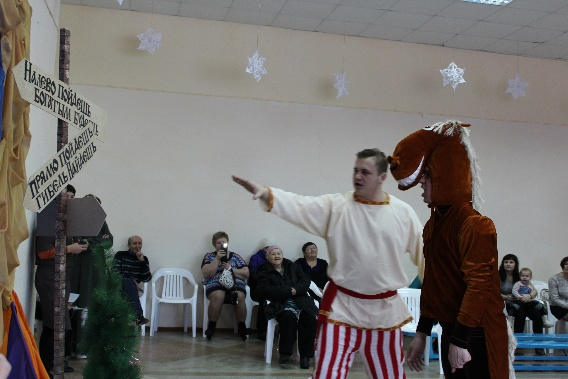 Налево пойдешь
богатым будешь
Прямо пойдешь
гибель найдешь